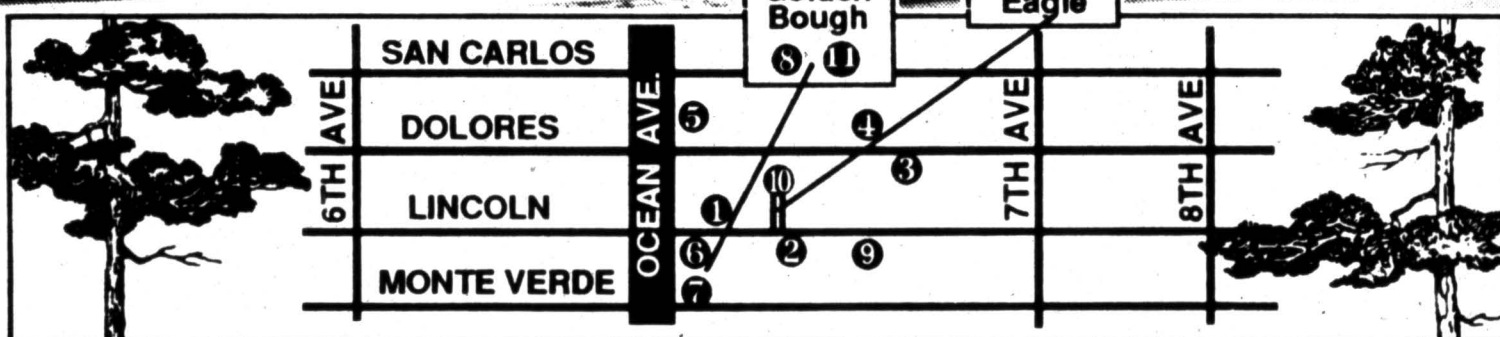 Bough
8 11
Eagle
SAN CARLOS
DOLORES
LINCOLN
MONTE VERDE
6TH AVE
OCEAN AVE.
7TH AVE
8TH AVE
5
4
3
10
1
6
2
9
7